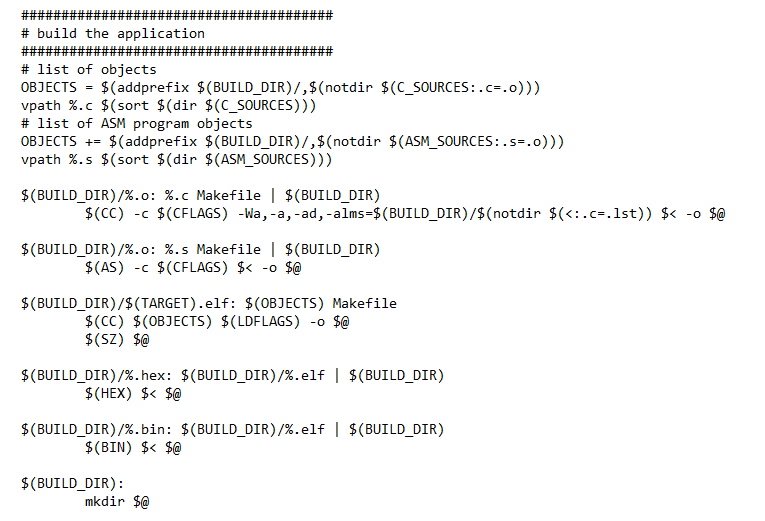 #######################################
# build the application
#######################################
# list of objects
OBJECTS = $(addprefix $(BUILD_DIR)/,$(notdir $(C_SOURCES:.c=.o)))
vpath %.c $(sort $(dir $(C_SOURCES)))
# list of ASM program objects
OBJECTS += $(addprefix $(BUILD_DIR)/,$(notdir $(ASM_SOURCES:.s=.o)))
vpath %.s $(sort $(dir $(ASM_SOURCES)))

$(BUILD_DIR)/%.o: %.c Makefile | $(BUILD_DIR)
	$(CC) -c $(CFLAGS) -Wa,-a,-ad,-alms=$(BUILD_DIR)/$(notdir $(<:.c=.lst)) $< -o $@

$(BUILD_DIR)/%.o: %.s Makefile | $(BUILD_DIR)
	$(AS) -c $(CFLAGS) $< -o $@

$(BUILD_DIR)/$(TARGET).elf: $(OBJECTS) Makefile
	$(CC) $(OBJECTS) $(LDFLAGS) -o $@
	$(SZ) $@

$(BUILD_DIR)/%.hex: $(BUILD_DIR)/%.elf | $(BUILD_DIR)
	$(HEX) $< $@

$(BUILD_DIR)/%.bin: $(BUILD_DIR)/%.elf | $(BUILD_DIR)
	$(BIN) $< $@

$(BUILD_DIR):
	mkdir $@